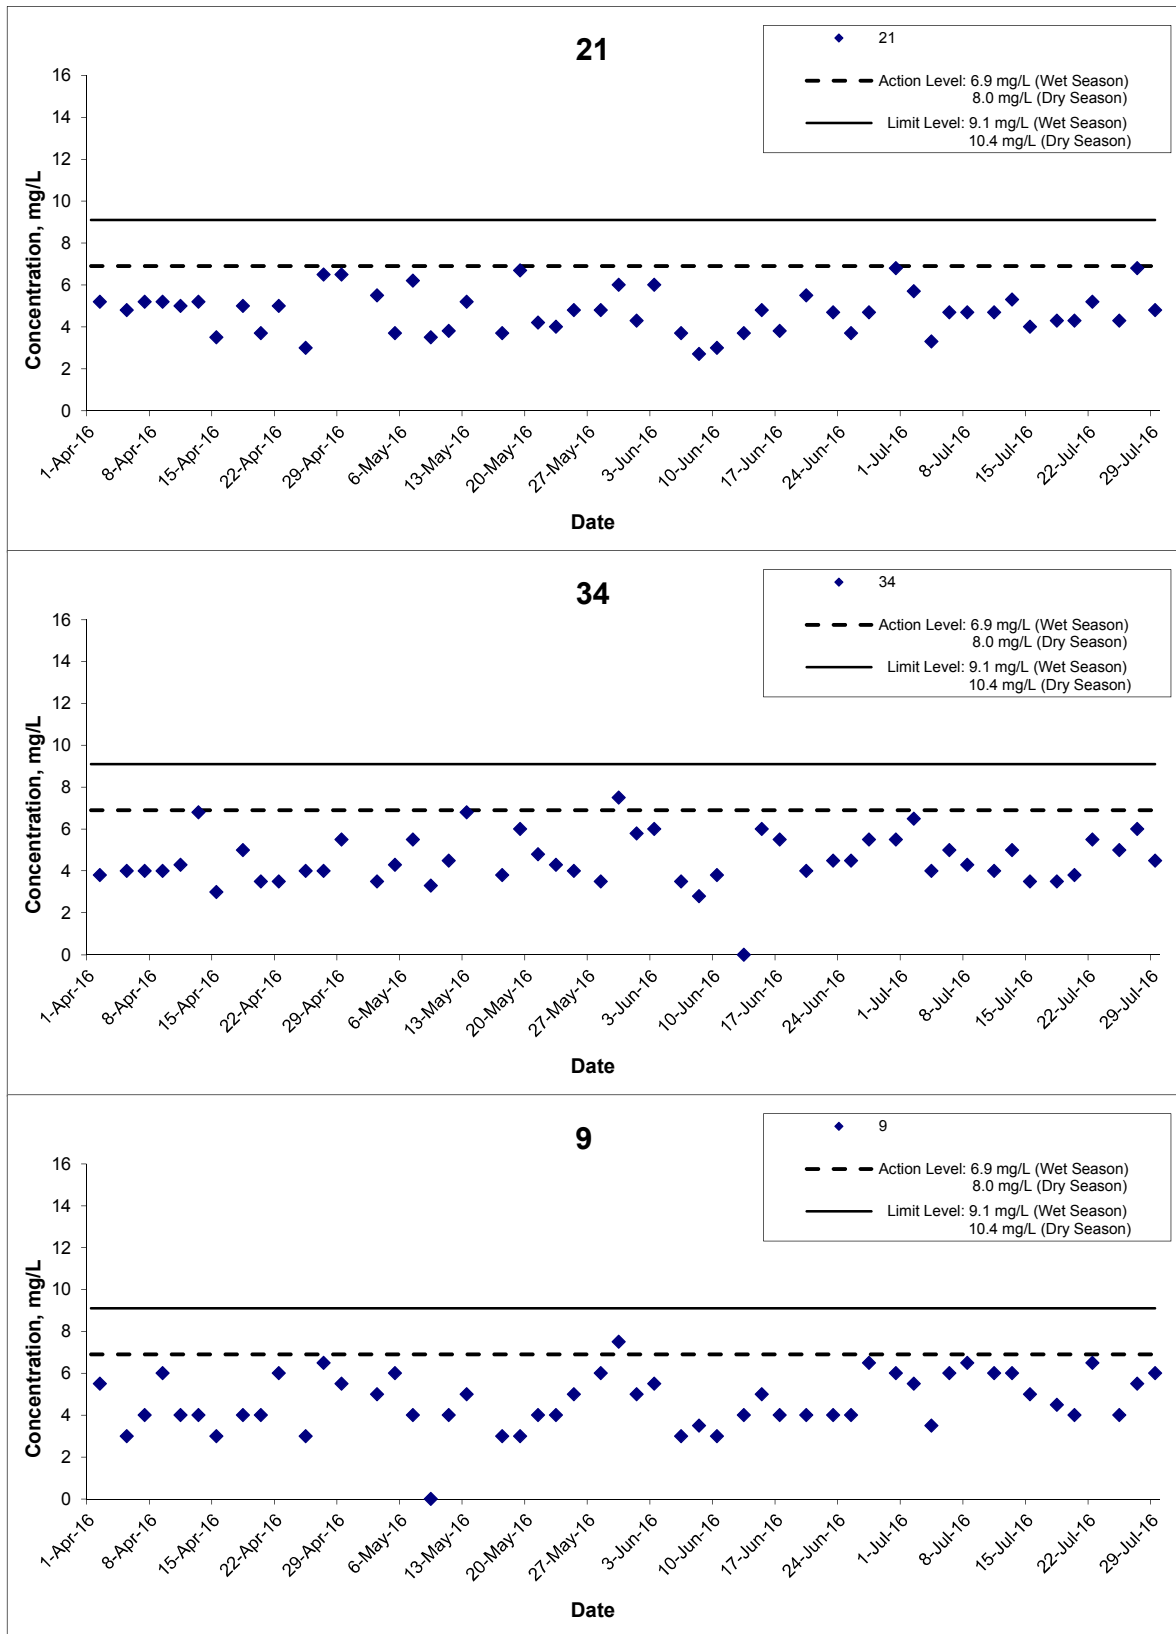 21
21
Action Level: 6.9 mg/L (Wet Season)
8.0 mg/L (Dry Season)
Limit Level: 9.1 mg/L (Wet Season)
10.4 mg/L (Dry Season)
Concentration, mg/L
16
14
12
10
8
6
4
2
0
1-Apr-16
8-Apr-16
15-Apr-16
22-Apr-16
29-Apr-16
6-May-16
13-May-16
20-May-16
27-May-16
3-Jun-16
10-Jun-16
17-Jun-16
24-Jun-16
1-Jul-16
8-Jul-16
15-Jul-16
22-Jul-16
29-Jul-16
Date
34
34
Action Level: 6.9 mg/L (Wet Season)
8.0 mg/L (Dry Season)
Limit Level: 9.1 mg/L (Wet Season)
10.4 mg/L (Dry Season)
Concentration, mg/L
16
14
12
10
8
6
4
2
0
1-Apr-16
8-Apr-16
15-Apr-16
22-Apr-16
29-Apr-16
6-May-16
13-May-16
20-May-16
27-May-16
3-Jun-16
10-Jun-16
17-Jun-16
24-Jun-16
1-Jul-16
8-Jul-16
15-Jul-16
22-Jul-16
29-Jul-16
Date
9
9
Action Level: 6.9 mg/L (Wet Season)
8.0 mg/L (Dry Season)
Limit Level: 9.1 mg/L (Wet Season)
10.4 mg/L (Dry Season)
Concentration, mg/L
16
14
12
10
8
6
4
2
0
1-Apr-16
8-Apr-16
15-Apr-16
22-Apr-16
29-Apr-16
6-May-16
13-May-16
20-May-16
27-May-16
3-Jun-16
10-Jun-16
17-Jun-16
24-Jun-16
1-Jul-16
8-Jul-16
15-Jul-16
22-Jul-16
29-Jul-16
Date